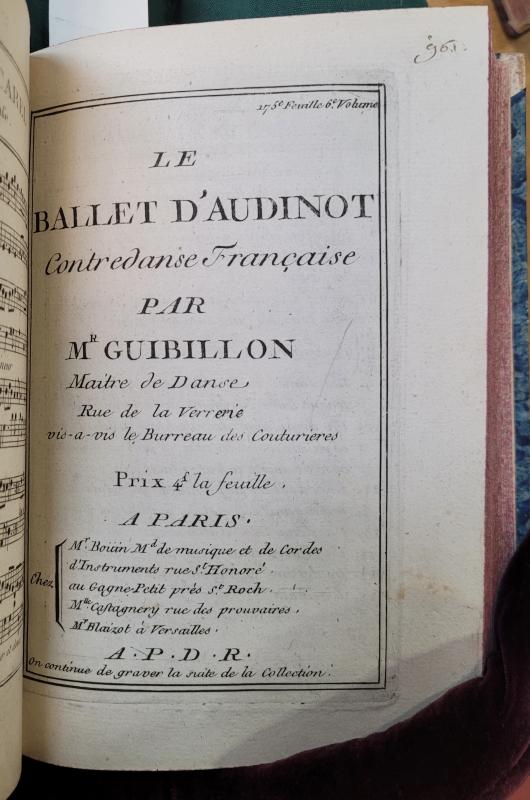 961.
175e Feuille 6e. Volume
LE
BALLET D'AUDINOT
Contredanse Française
PAR
MR GUIBILLON
Maitre de Danse
Rue de la Verrerie
vis-a-vis le Burreau des Couturieres
Prix 4s la feuille.
A PARIS.
Chez
Mr. Boüin Md. de musique et de Cordes
d'Instruments rue St. Honoré
au Gagne-Petit près St. Roch.
Mlle. Castagnery rue des prouvaires.
Mr Blaizot à Versailles.
A. P. D. R.
On continue de graver la suite de la Collection.